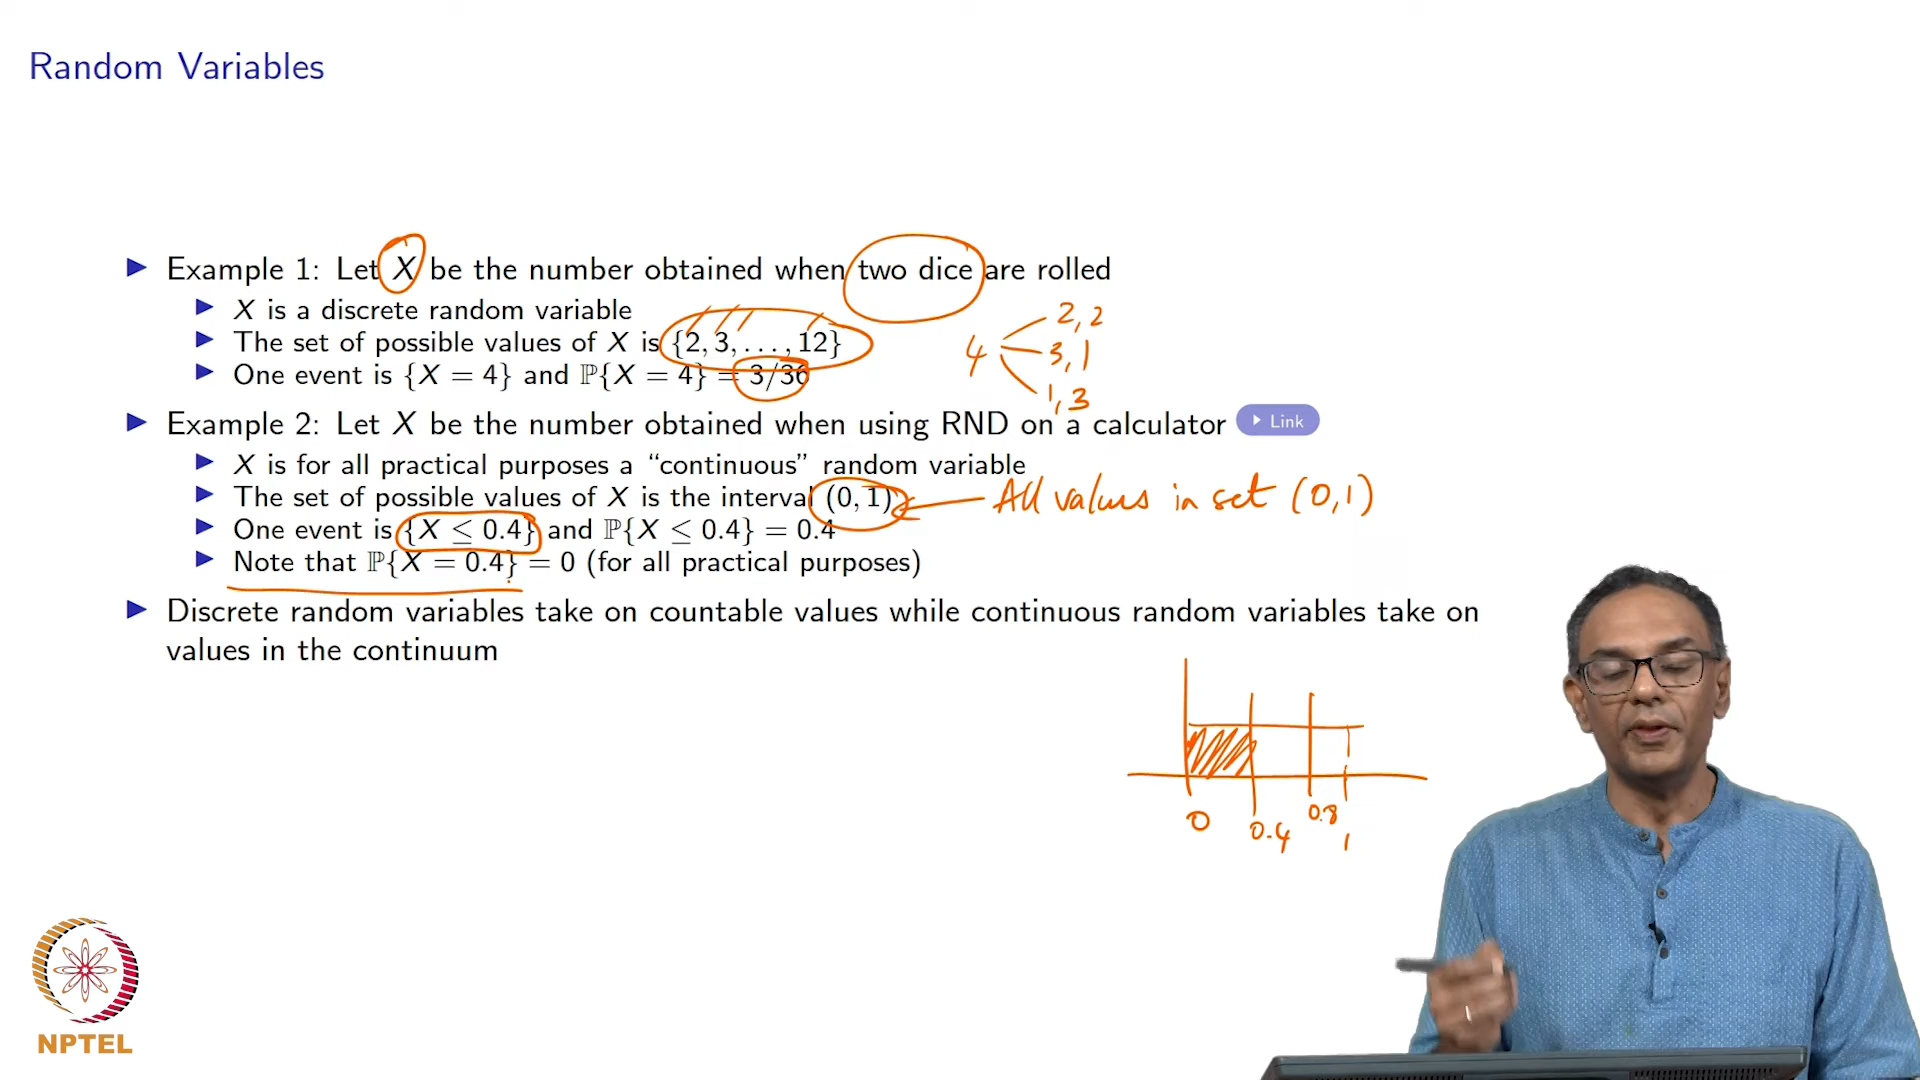 Random Variables
Example 1: Let X be the number obtained when two dice are rolled
X is a discrete random variable
The set of possible values of X is {2, 3, . . . , 12}
One event is {X = 4} and ℙ{X = 4} = 3/36
4
2, 2
3, 1
1, 3
Example 2: Let X be the number obtained when using RND on a calculator
Link
X is for all practical purposes a “continuous” random variable
The set of possible values of X is the interval (0, 1)
All values in set (0,1)
One event is {X ≤ 0.4} and ℙ{X ≤ 0.4} = 0.4
Note that ℙ{X = 0.4} = 0 (for all practical purposes)
Discrete random variables take on countable values while continuous random variables take on
values in the continuum
0
0.4
0.8
1
NPTEL